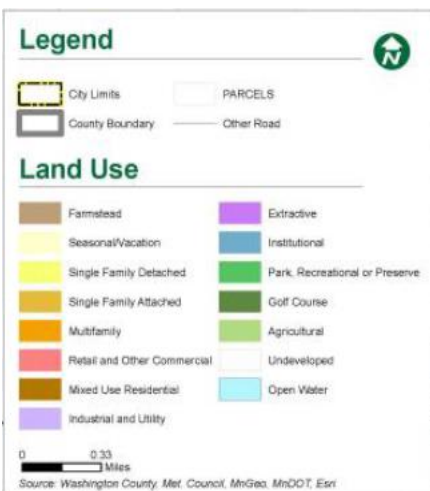 Legend
N
City Limits
PARCELS
County Boundary
Other Road
Land Use
Farmstead
Extractive
Seasonal/Vacation
Institutional
Single Family Detached
Park, Recreational or Preserve
Single Family Attached
Golf Course
Multifamily
Agricultural
Retail and Other Commercial
Undeveloped
Mixed Use Residential
Open Water
Industrial and Utility
0 0.33
Miles
Source: Washington County, Met. Council, MnGeo, MnDOT, Esri